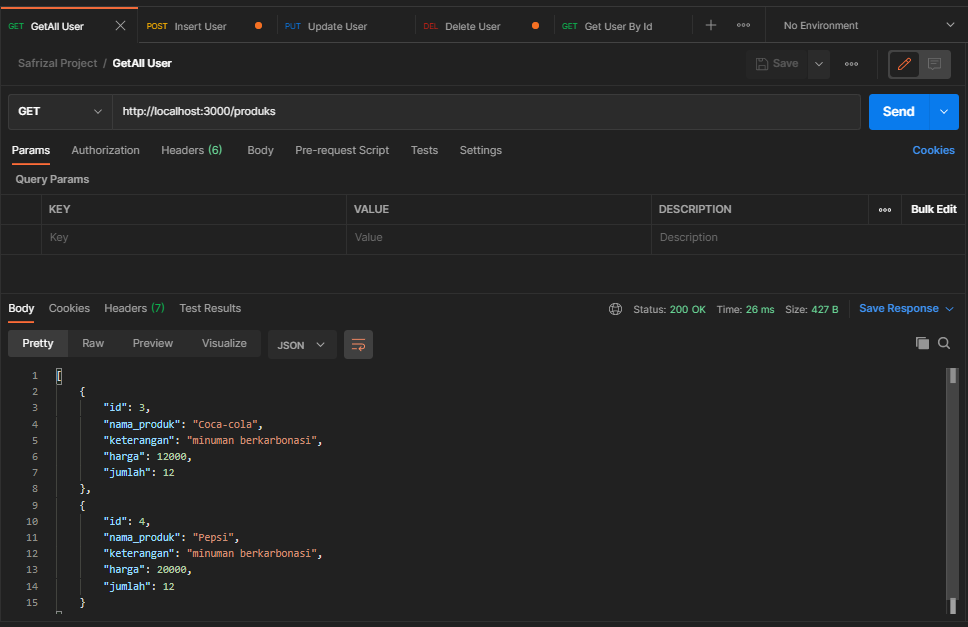 GET GetAll User POST Insert User PUT Update User DEL Delete User GET Get User By Id No Environment
Safrizal Project / GetAll User Save
GET http://localhost:3000/produks Send
Params Authorization Headers (6) Body Pre-request Script Tests Settings Cookies
Query Params
KEY VALUE DESCRIPTION Bulk Edit
Key Value Description
Body Cookies Headers (7) Test Results Status: 200 OK Time: 26 ms Size: 427 B Save Response
Pretty Raw Preview Visualize JSON
1 [
2 {
3 "id": 3,
4 "nama_produk": "Coca-cola",
5 "keterangan": "minuman berkarbonasi",
6 "harga": 12000,
7 "jumlah": 12
8 },
9 {
10 "id": 4,
11 "nama_produk": "Pepsi",
12 "keterangan": "minuman berkarbonasi",
13 "harga": 20000,
14 "jumlah": 12
15 }